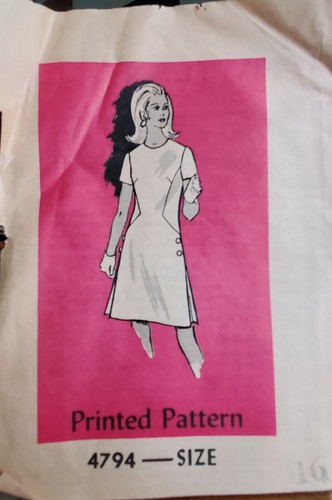 Printed Pattern
4794 — SIZE
16